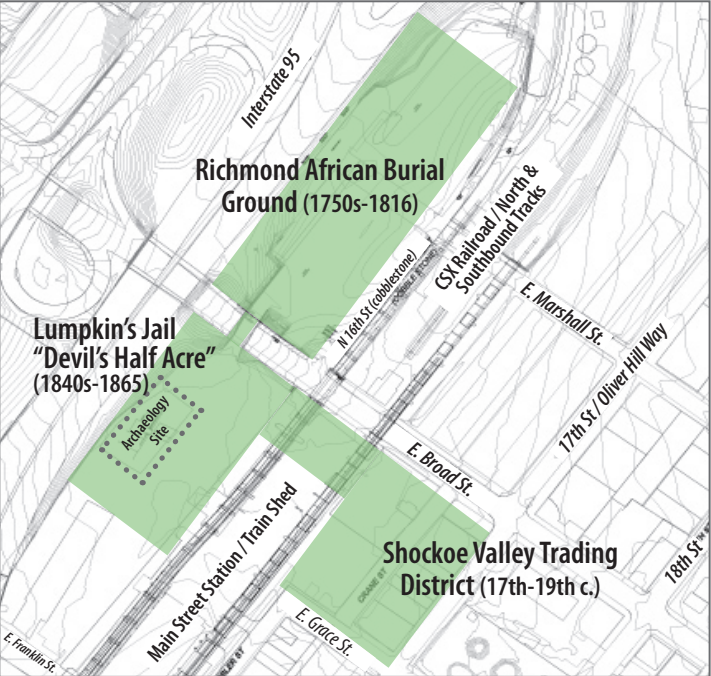 Interstate 95
Richmond African Burial
Ground (1750s-1816)
CSX Railroad / North &
Southbound Tracks
N 16th St (cobblestone)
E. Marshall St.
Lumpkin's Jail
"Devil's Half Acre"
(1840s-1865)
Archaeology
Site
17th St / Oliver Hill Way
E. Broad St.
Main Street Station / Train Shed
Shockoe Valley Trading
District (17th-19th c.)
CRANE ST
18th St
E. Grace St.
E. Franklin St.